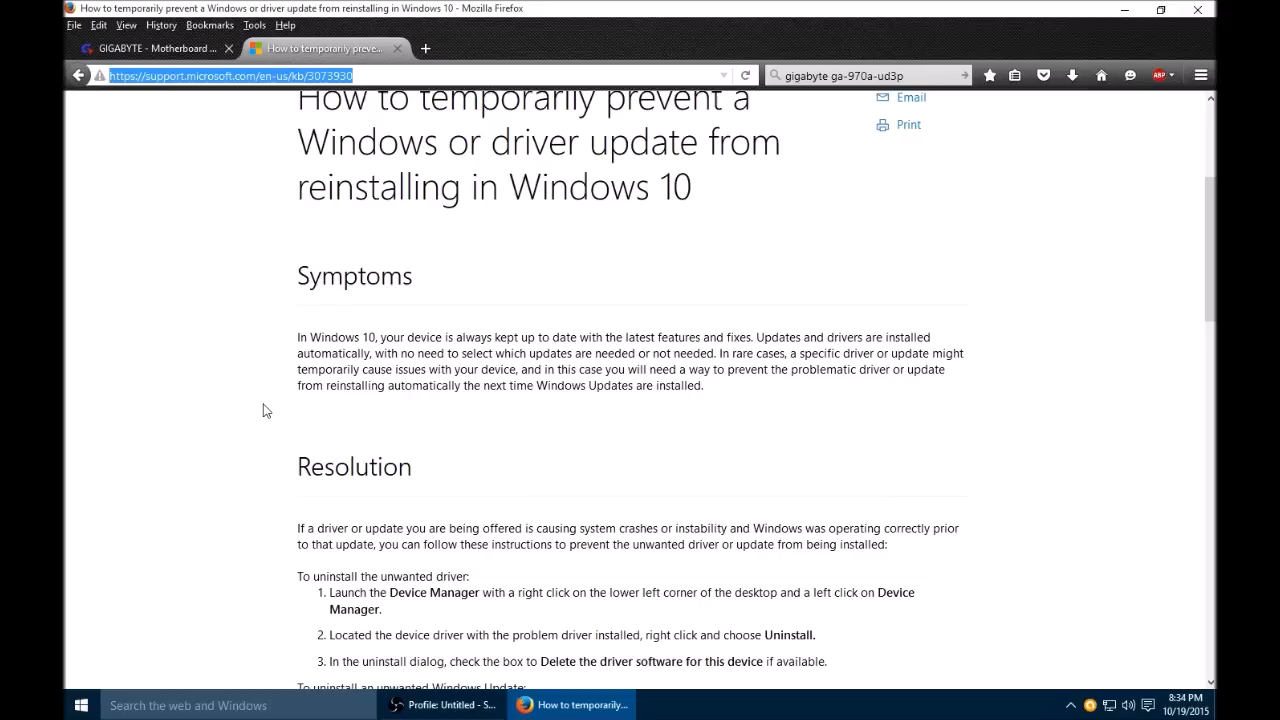 How to temporarily prevent a Windows or driver update from reinstalling in Windows 10 - Mozilla Firefox
File Edit View History Bookmarks Tools Help
GIGABYTE - Motherboard ... How to temporarily preve...
https://support.microsoft.com/en-us/kb/3073930 gigabyte ga-970a-ud3p ABP
How to temporarily prevent a
Windows or driver update from
reinstalling in Windows 10
Email
Print
Symptoms
In Windows 10, your device is always kept up to date with the latest features and fixes. Updates and drivers are installed
automatically, with no need to select which updates are needed or not needed. In rare cases, a specific driver or update might
temporarily cause issues with your device, and in this case you will need a way to prevent the problematic driver or update
from reinstalling automatically the next time Windows Updates are installed.
Resolution
If a driver or update you are being offered is causing system crashes or instability and Windows was operating correctly prior
to that update, you can follow these instructions to prevent the unwanted driver or update from being installed:
To uninstall the unwanted driver:
1. Launch the Device Manager with a right click on the lower left corner of the desktop and a left click on Device
Manager.
2. Located the device driver with the problem driver installed, right click and choose Uninstall.
3. In the uninstall dialog, check the box to Delete the driver software for this device if available.
To uninstall an unwanted Windows Update:
Search the web and Windows
Profile: Untitled - S...
How to temporarily...
8:34 PM
10/19/2015